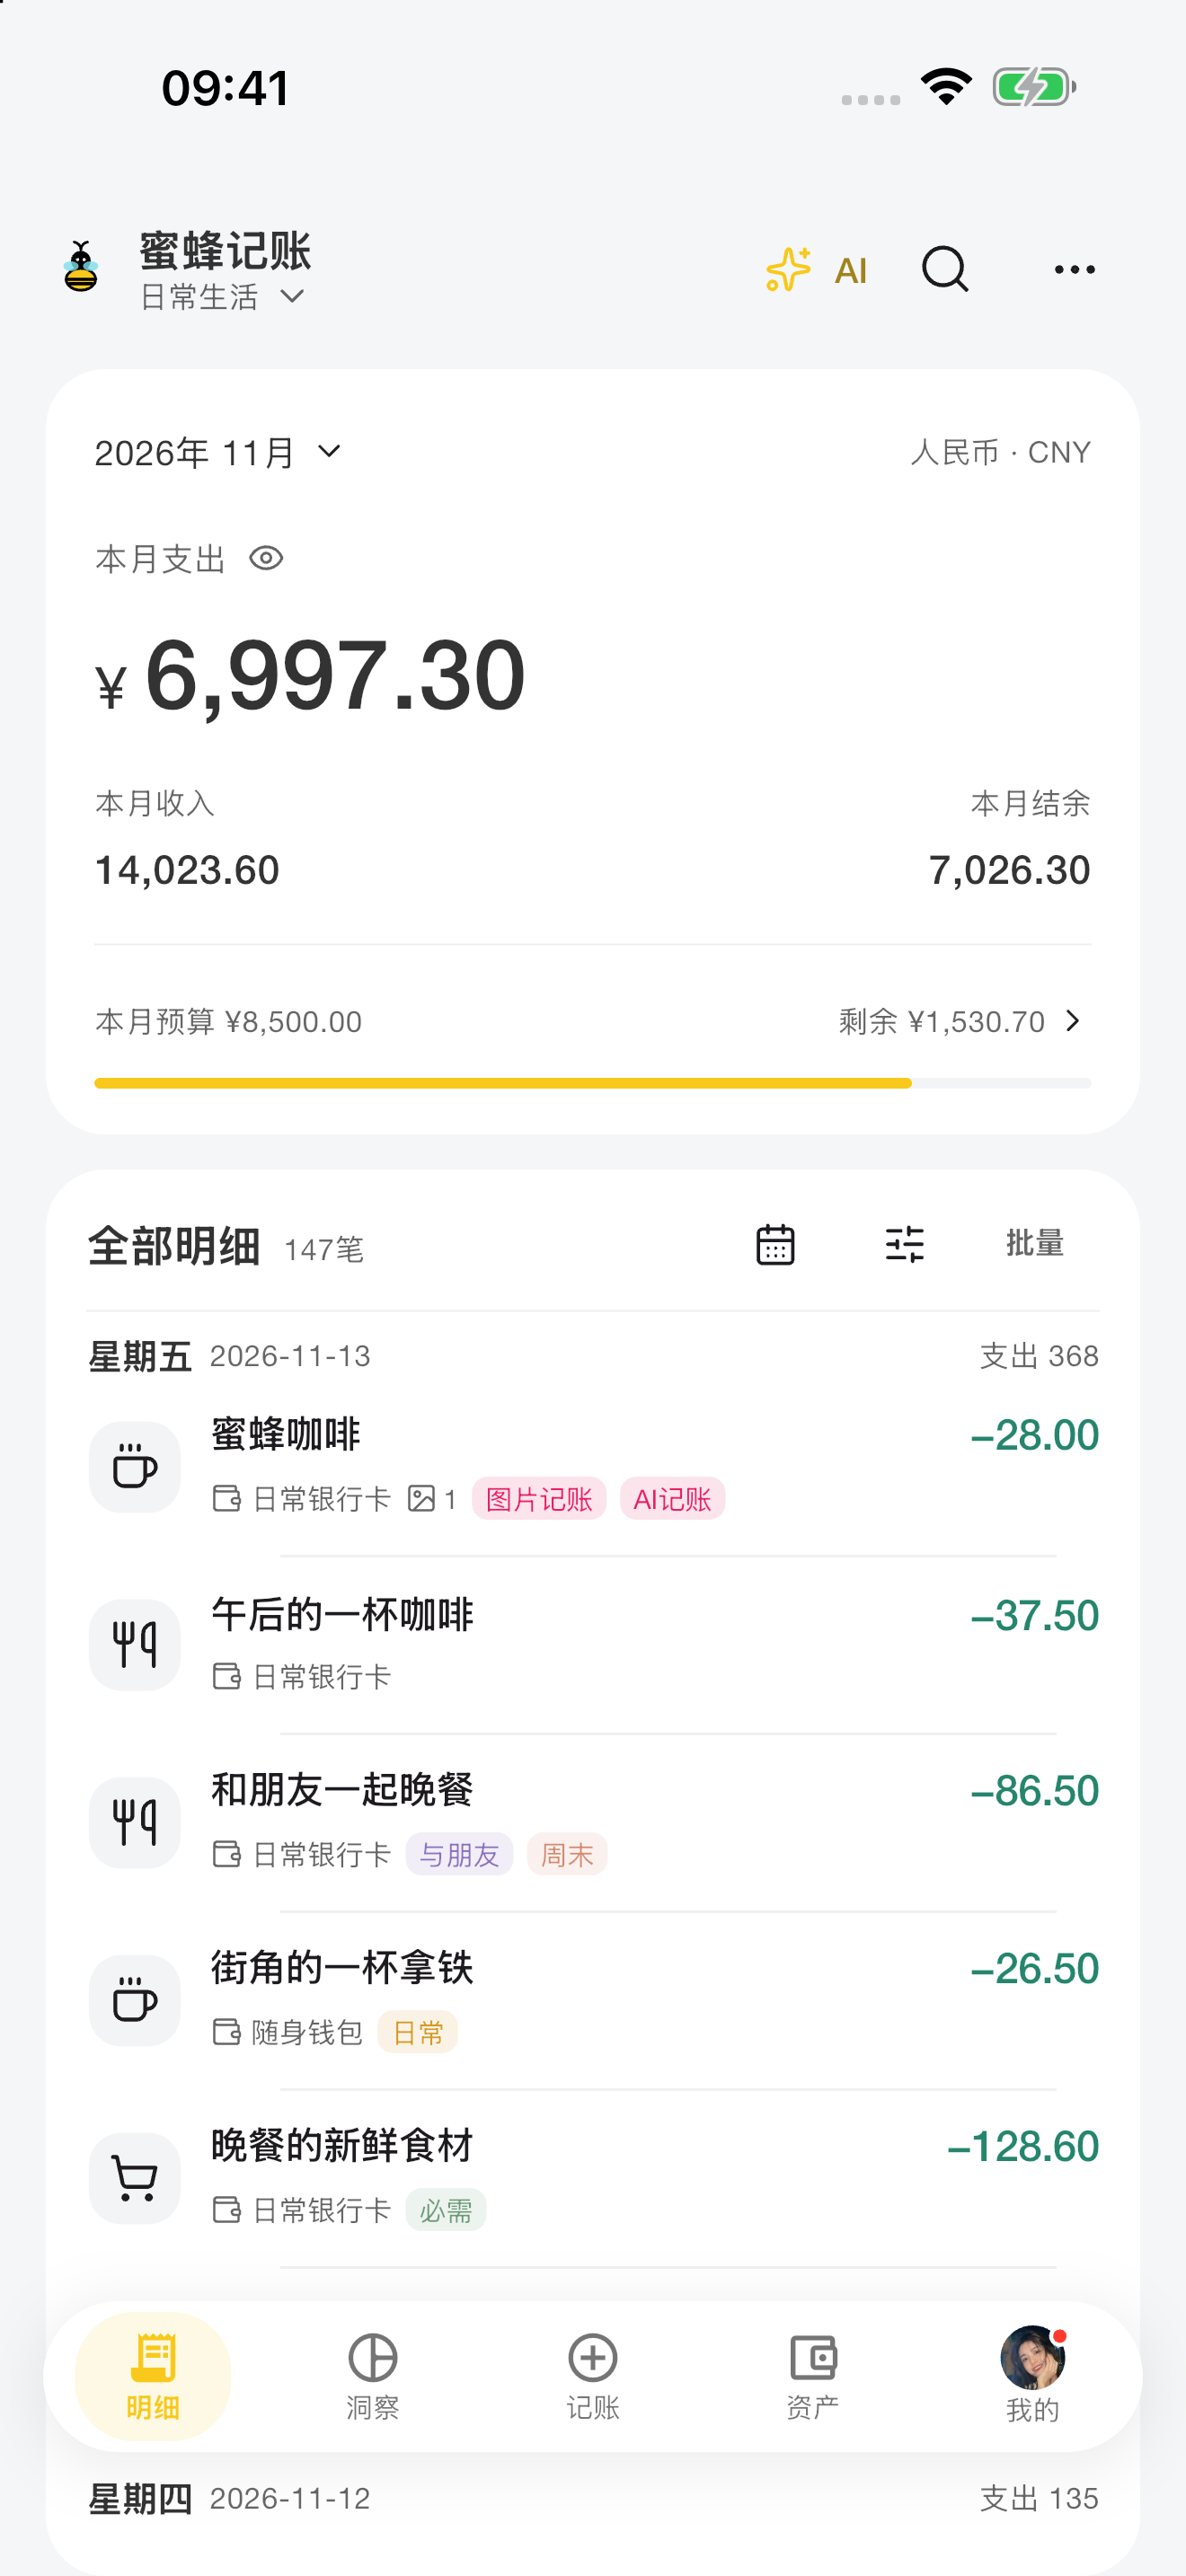 09:41
蜜蜂记账
日常生活
AI
2026年 11月
人民币 · CNY
本月支出
¥ 6,997.30
本月收入
本月结余
14,023.60
7,026.30
本月预算 ¥8,500.00
剩余 ¥1,530.70
全部明细 147笔
批量
星期五 2026-11-13
支出 368
蜜蜂咖啡
-28.00
日常银行卡 1 图片记账 AI记账
午后的一杯咖啡
-37.50
日常银行卡
和朋友一起晚餐
-86.50
日常银行卡 与朋友 周末
街角的一杯拿铁
-26.50
随身钱包 日常
晚餐的新鲜食材
-128.60
日常银行卡 必需
明细
洞察
记账
资产
我的
星期四 2026-11-12
支出 135